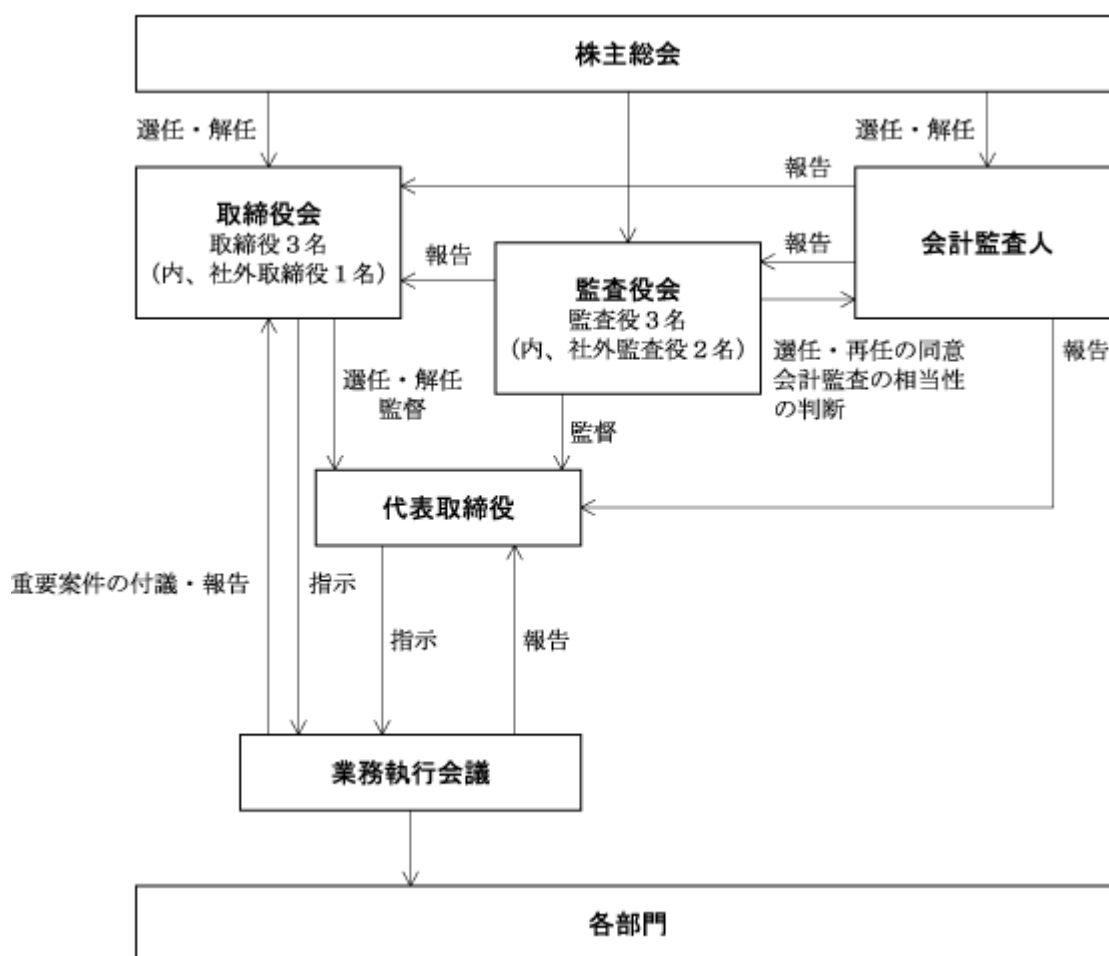 株主総会
選任・解任
選任・解任
報告
取締役会
取締役3名
（内、社外取締役1名）
会計監査人
報告
報告
監査役会
監査役3名
（内、社外監査役2名）
選任・再任の同意
会計監査の相当性
の判断
報告
選任・解任
監督
監督
代表取締役
重要案件の付議・報告
指示
指示
報告
業務執行会議
各部門